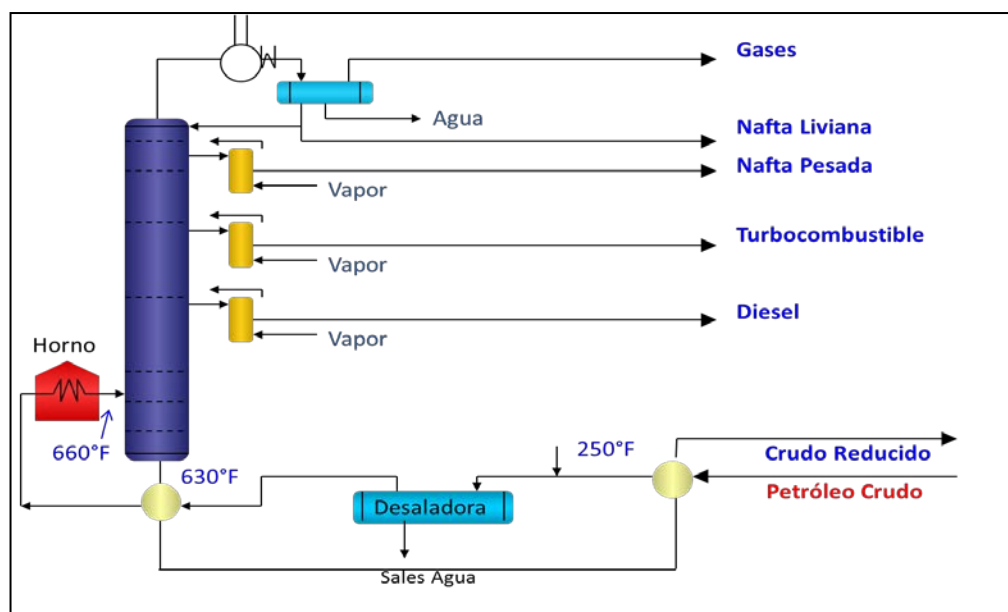 Gases
Agua
Nafta Liviana
Nafta Pesada
Vapor
Turbocombustible
Vapor
Diesel
Vapor
Horno
660°F
630°F
250°F
Crudo Reducido
Petróleo Crudo
Desaladora
Sales Agua